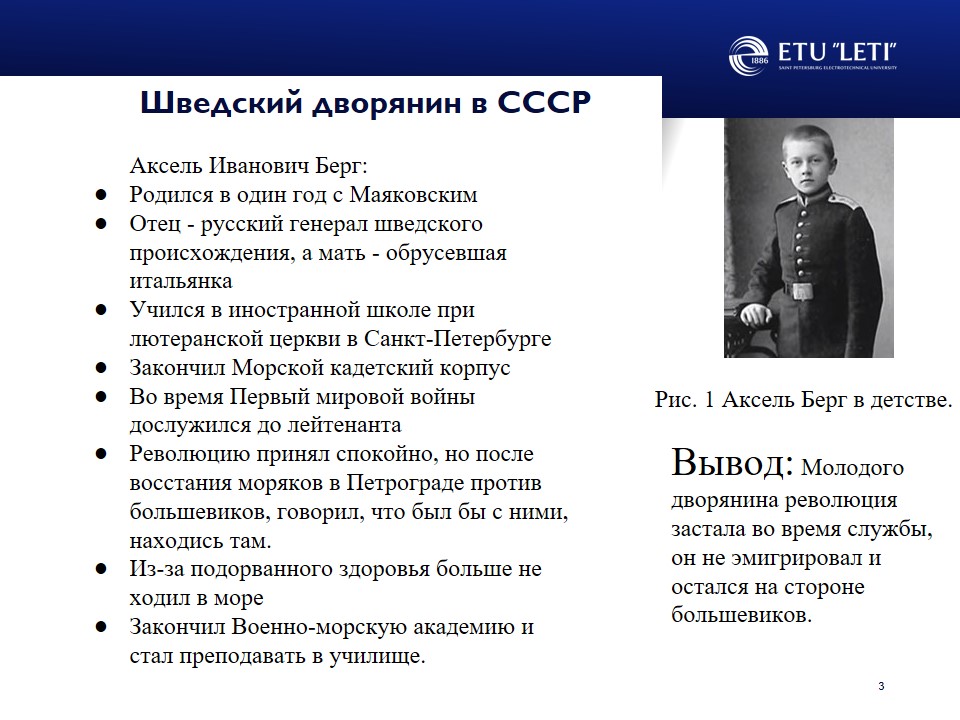 ETU "LETI"
1886
SAINT PETERSBURG ELECTROTECHNICAL UNIVERSITY
Шведский дворянин в СССР
Аксель Иванович Берг:
● Родился в один год с Маяковским
● Отец - русский генерал шведского
происхождения, а мать - обрусевшая
итальянка
● Учился в иностранной школе при
лютеранской церкви в Санкт-Петербурге
● Закончил Морской кадетский корпус
● Во время Первый мировой войны
дослужился до лейтенанта
● Революцию принял спокойно, но после
восстания моряков в Петрограде против
большевиков, говорил, что был бы с ними,
находись там.
● Из-за подорванного здоровья больше не
ходил в море
● Закончил Военно-морскую академию и
стал преподавать в училище.
Рис. 1 Аксель Берг в детстве.
Вывод: Молодого
дворянина революция
застала во время службы,
он не эмигрировал и
остался на стороне
большевиков.
3